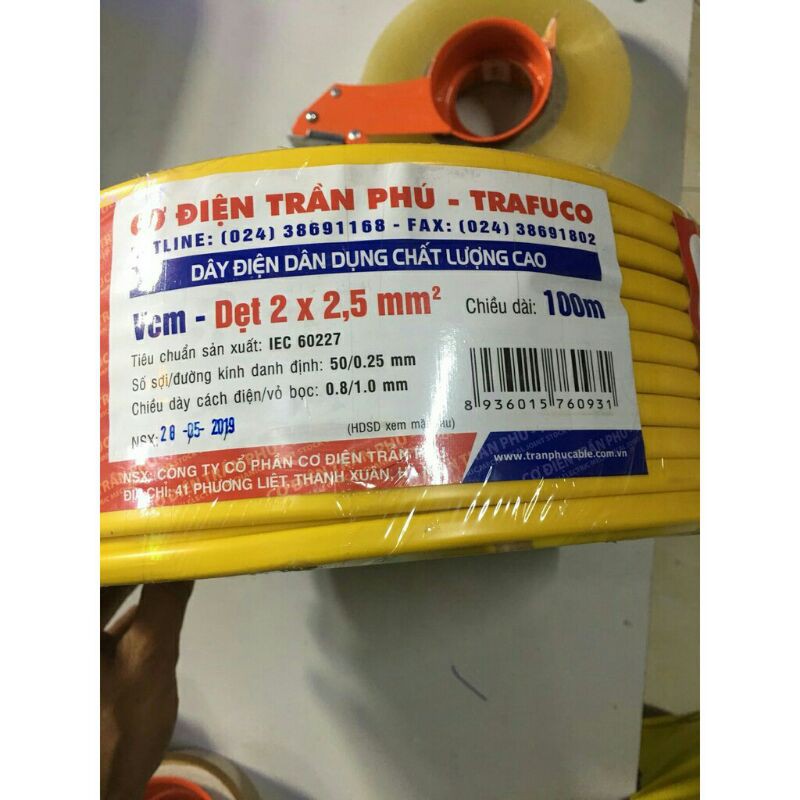 CƠ ĐIỆN TRẦN PHÚ - TRAFUCO
HOTLINE: (024) 38691168 - FAX: (024) 38691802
DÂY ĐIỆN DÂN DỤNG CHẤT LƯỢNG CAO
Vcm - Dẹt 2 x 2,5 mm² Chiều dài: 100m
Tiêu chuẩn sản xuất: IEC 60227
Số sợi/đường kính danh định: 50/0.25 mm
Chiều dày cách điện/vỏ bọc: 0.8/1.0 mm
8 936015 760931
NSX: 28 -05- 2019
(HDSD xem mặt sau)
NSX: CÔNG TY CỔ PHẦN CƠ ĐIỆN TRẦN
ĐỊA CHỈ: 41 PHƯƠNG LIỆT, THANH XUÂN,
www.tranphucable.com.vn